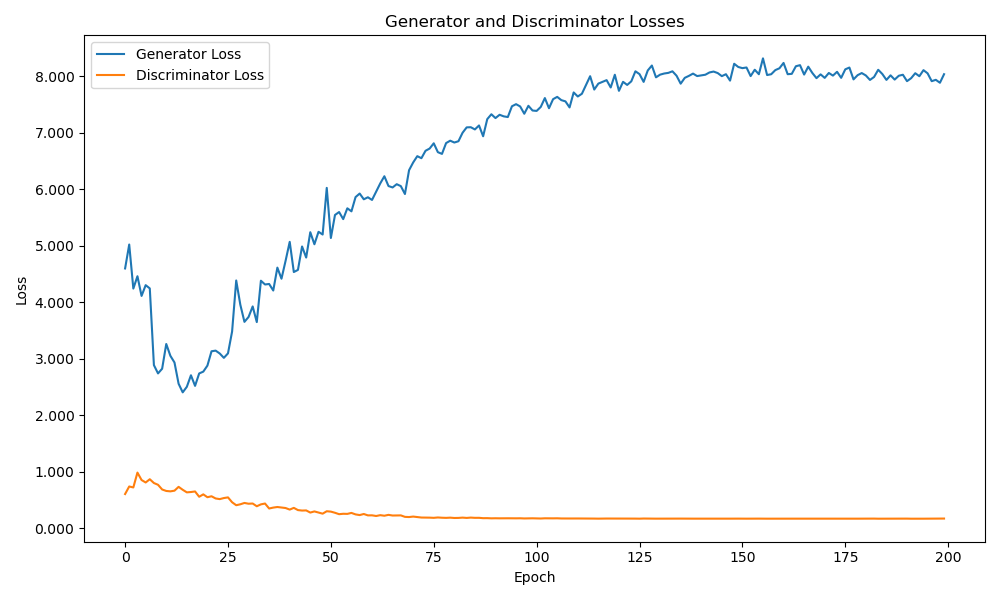 Generator and Discriminator Losses
Generator Loss
Discriminator Loss
8.000
7.000
6.000
5.000
4.000
3.000
2.000
1.000
0.000
Loss
0 25 50 75 100 125 150 175 200
Epoch